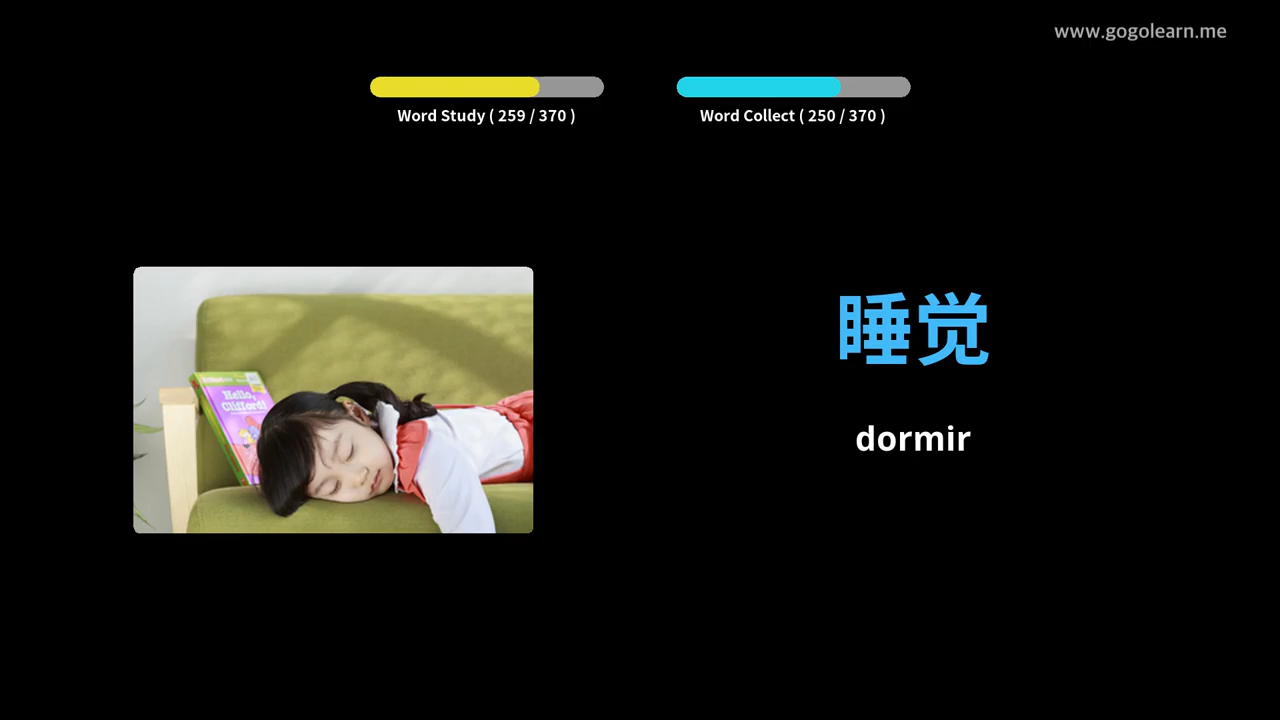 www.gogolearn.me
Word Study ( 259 / 370 )
Word Collect ( 250 / 370 )
Hello,
Clifford!
睡觉
dormir